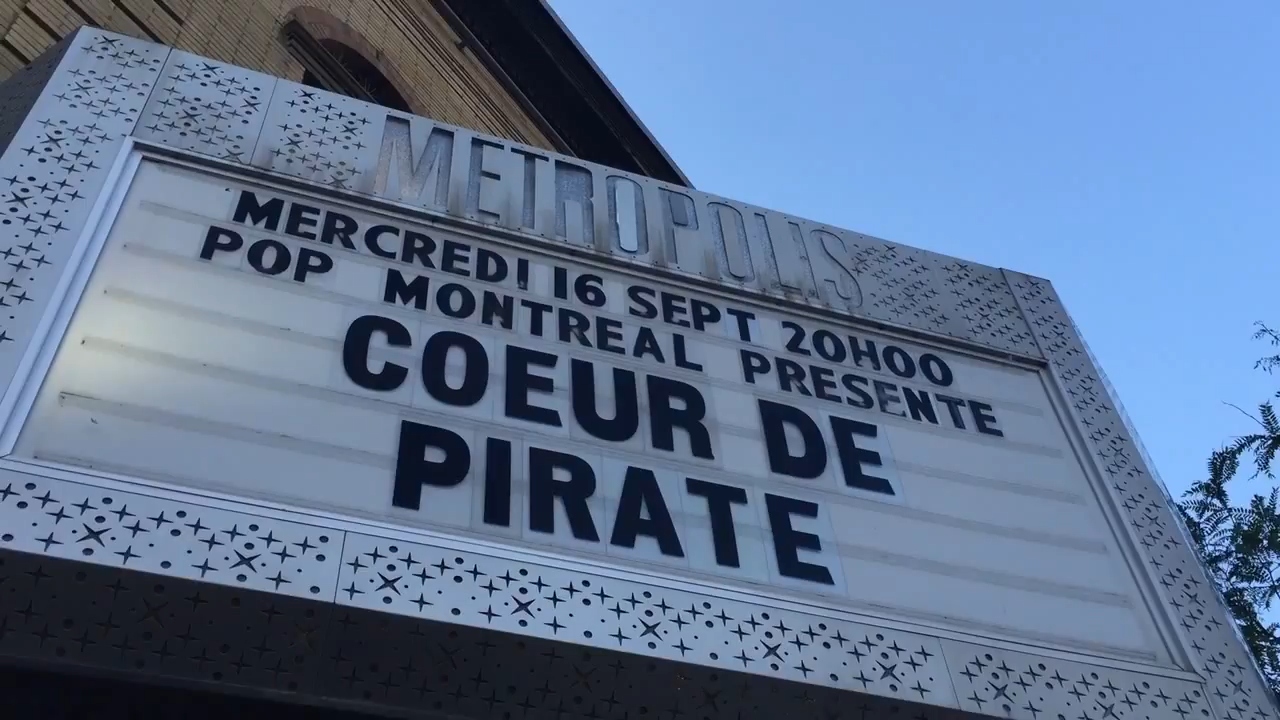 METROPOLIS
MERCREDI 16 SEPT 20H00
POP MONTREAL PRESENTE
COEUR DE
PIRATE